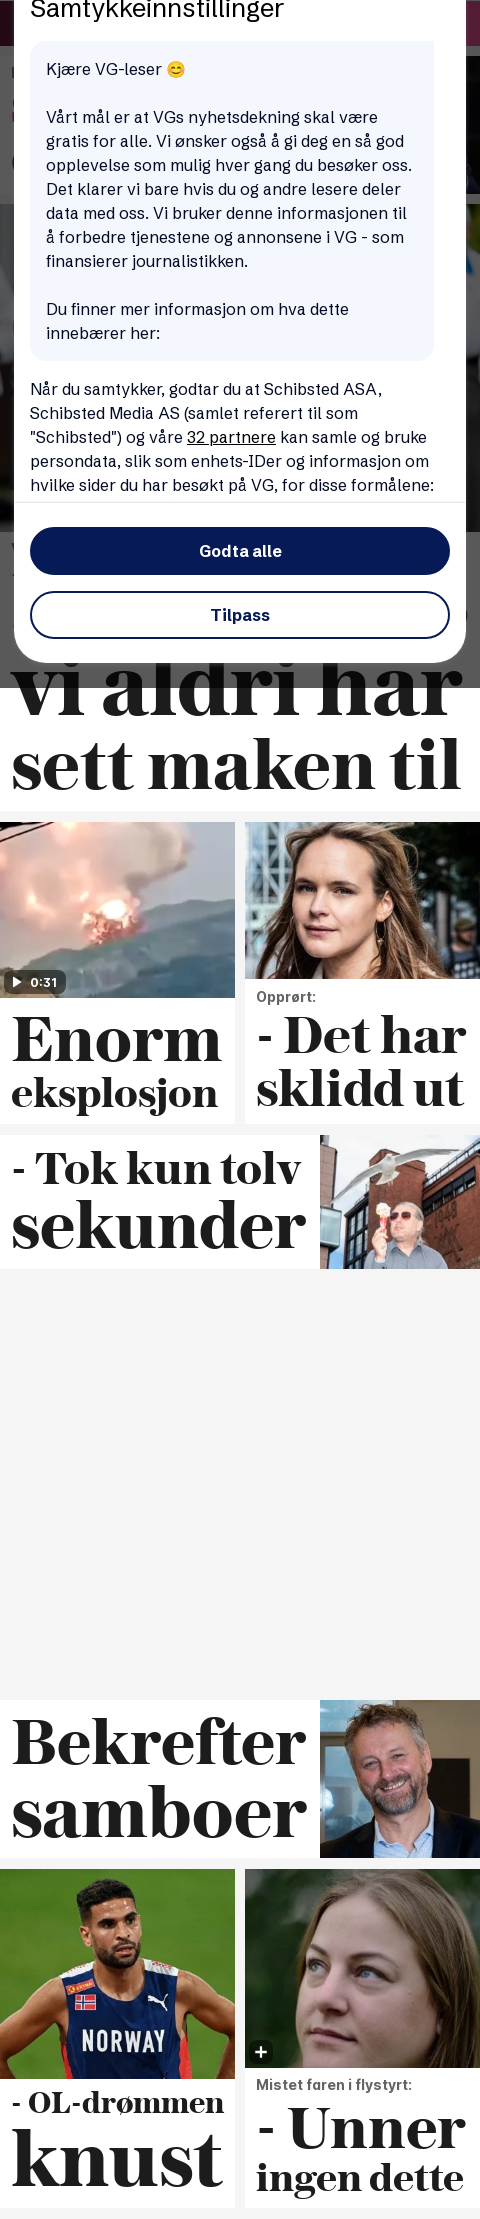 Samtykkeinnstillinger
Kjære VG-leser 😊
Vårt mål er at VGs nyhetsdekning skal være
gratis for alle. Vi ønsker også å gi deg en så god
opplevelse som mulig hver gang du besøker oss.
Det klarer vi bare hvis du og andre lesere deler
data med oss. Vi bruker denne informasjonen til
å forbedre tjenestene og annonsene i VG - som
finansierer journalistikken.
Du finner mer informasjon om hva dette
innebærer her:
Når du samtykker, godtar du at Schibsted ASA,
Schibsted Media AS (samlet referert til som
"Schibsted") og våre 32 partnere kan samle og bruke
persondata, slik som enhets-IDer og informasjon om
hvilke sider du har besøkt på VG, for disse formålene:
Godta alle
Tilpass
vi aldri har
sett maken til
0:31
Enorm
eksplosjon
Opprørt:
- Det har
sklidd ut
- Tok kun tolv
sekunder
Bekrefter
samboer
NORWAY
- OL-drømmen
knust
Mistet faren i flystyrt:
- Unner
ingen dette